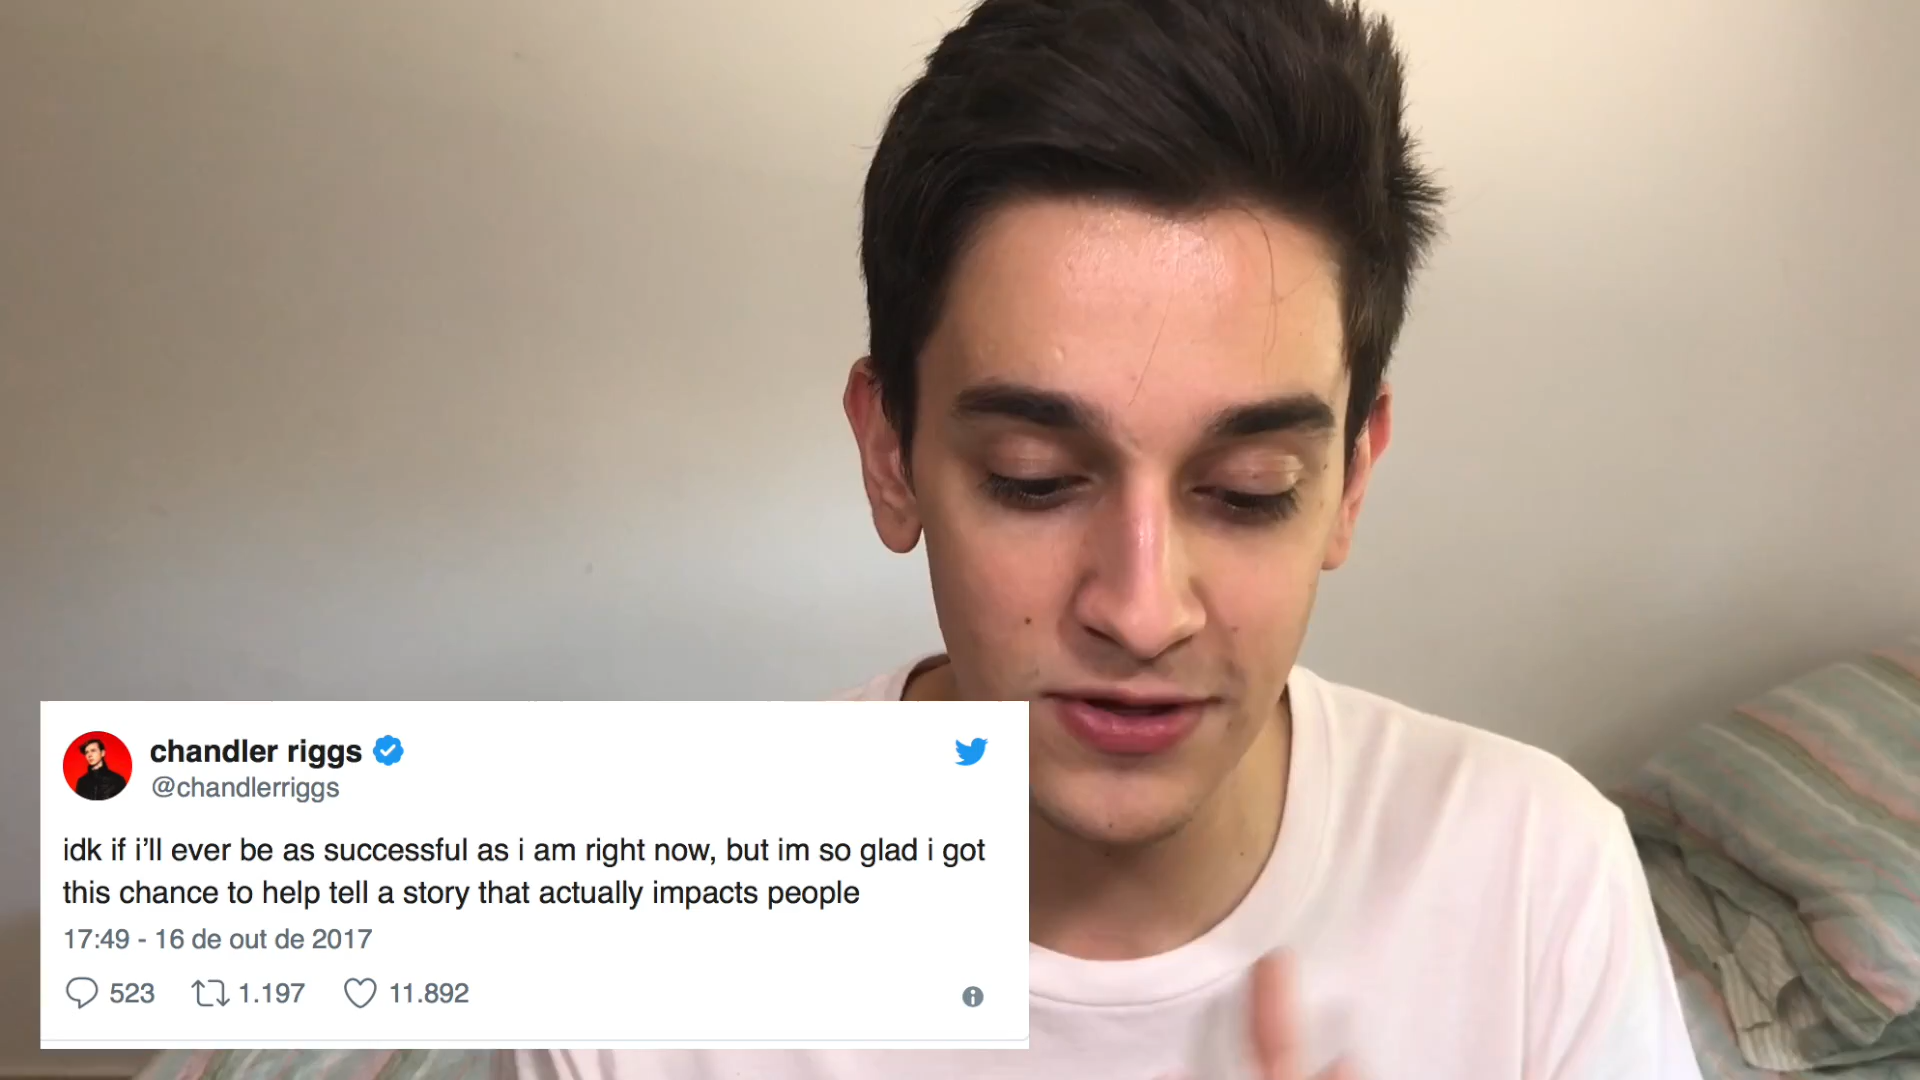 chandler riggs
@chandlerriggs
idk if i’ll ever be as successful as i am right now, but im so glad i got
this chance to help tell a story that actually impacts people
17:49 - 16 de out de 2017
523 1.197 11.892